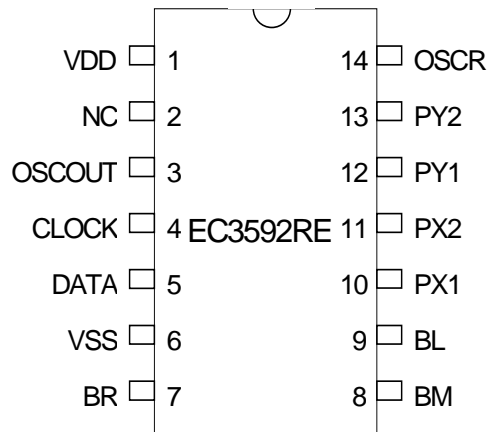 VDD 1 14 OSCR
NC 2 13 PY2
OSCOUT 3 12 PY1
CLOCK 4 EC3592RE 11 PX2
DATA 5 10 PX1
VSS 6 9 BL
BR 7 8 BM